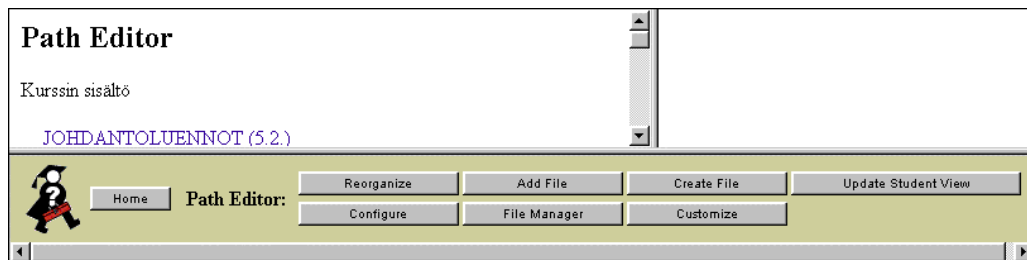 Path Editor
Kurssin sisältö
JOHDANTOLUENNOT (5.2.)
?
Home
Path Editor:
Reorganize Add File Create File Update Student View
Configure File Manager Customize